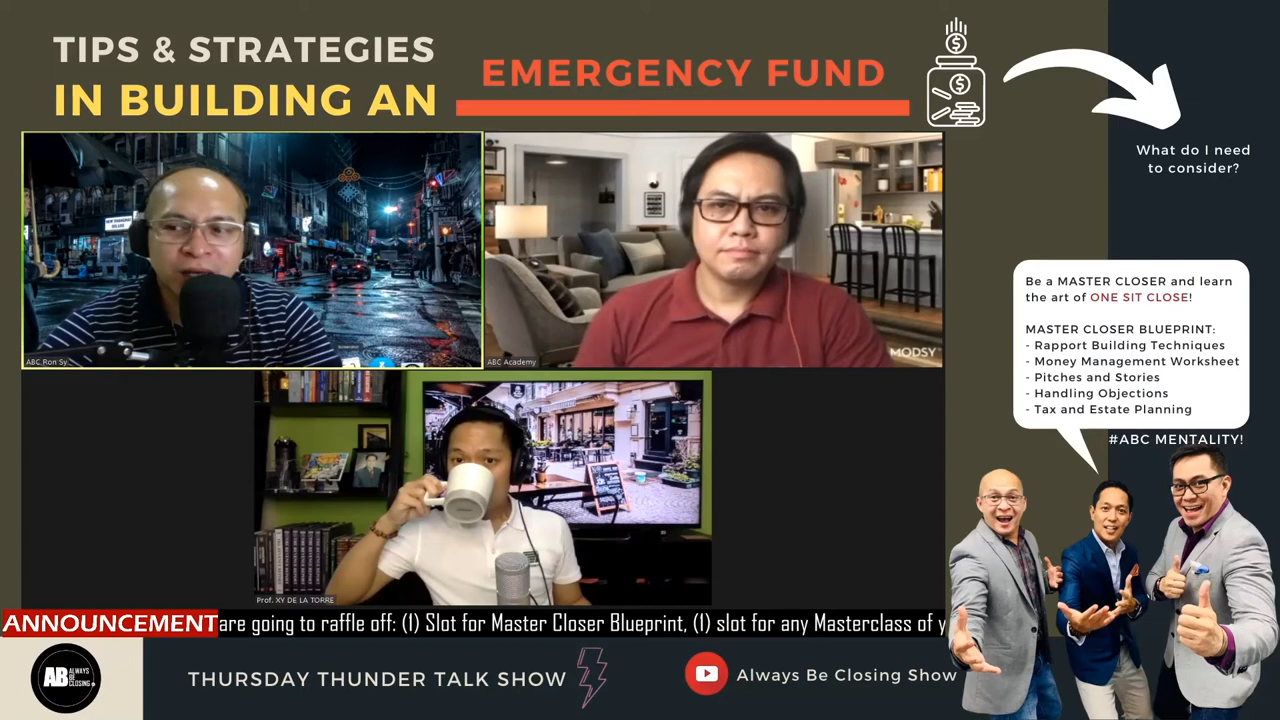 TIPS & STRATEGIES
IN BUILDING AN
EMERGENCY FUND
What do I need
to consider?
ABC Ron Sy
ABC Academy
MODSY
Prof. XY DE LA TORRE
Be a MASTER CLOSER and learn
the art of ONE SIT CLOSE!
MASTER CLOSER BLUEPRINT:
- Rapport Building Techniques
- Money Management Worksheet
- Pitches and Stories
- Handling Objections
- Tax and Estate Planning
#ABC MENTALITY!
ANNOUNCEMENT
are going to raffle off: (1) Slot for Master Closer Blueprint, (1) slot for any Masterclass of y
AB
ALWAYS
BE
CLOSING.
THURSDAY THUNDER TALK SHOW
Always Be Closing Show